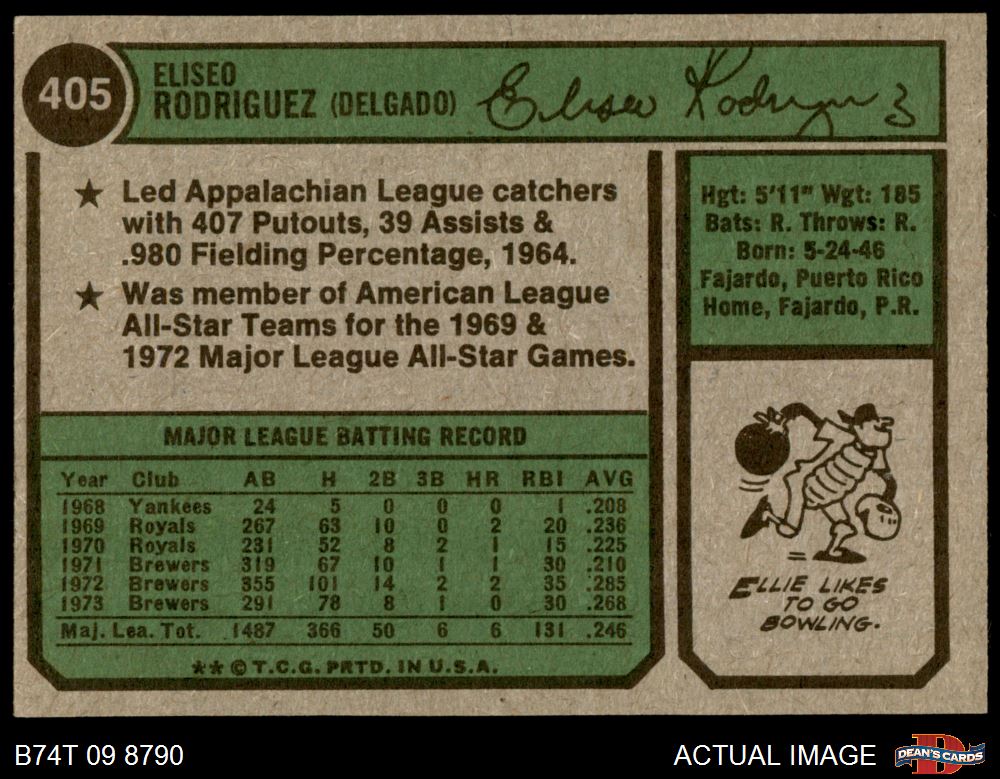 405
ELISEO
RODRIGUEZ (DELGADO)
Eliseo Rodriguez
★ Led Appalachian League catchers
with 407 Putouts, 39 Assists &
.980 Fielding Percentage, 1964.
★ Was member of American League
All-Star Teams for the 1969 &
1972 Major League All-Star Games.
Hgt: 5'11" Wgt: 185
Bats: R. Throws: R.
Born: 5-24-46
Fajardo, Puerto Rico
Home, Fajardo, P.R.
MAJOR LEAGUE BATTING RECORD
Year Club AB H 2B 3B HR RBI AVG
1968 Yankees 24 5 0 0 0 1 .208
1969 Royals 267 63 10 0 2 20 .236
1970 Royals 231 52 8 2 1 15 .225
1971 Brewers 319 67 10 1 1 30 .210
1972 Brewers 355 101 14 2 2 35 .285
1973 Brewers 291 78 8 1 0 30 .268
Maj. Lea. Tot. 1487 366 50 6 6 131 .246
** © T.C.G. PRTD. IN U.S.A.
ELLIE LIKES
TO GO
BOWLING.
B74T 09 8790
ACTUAL IMAGE
DEAN'S CARDS